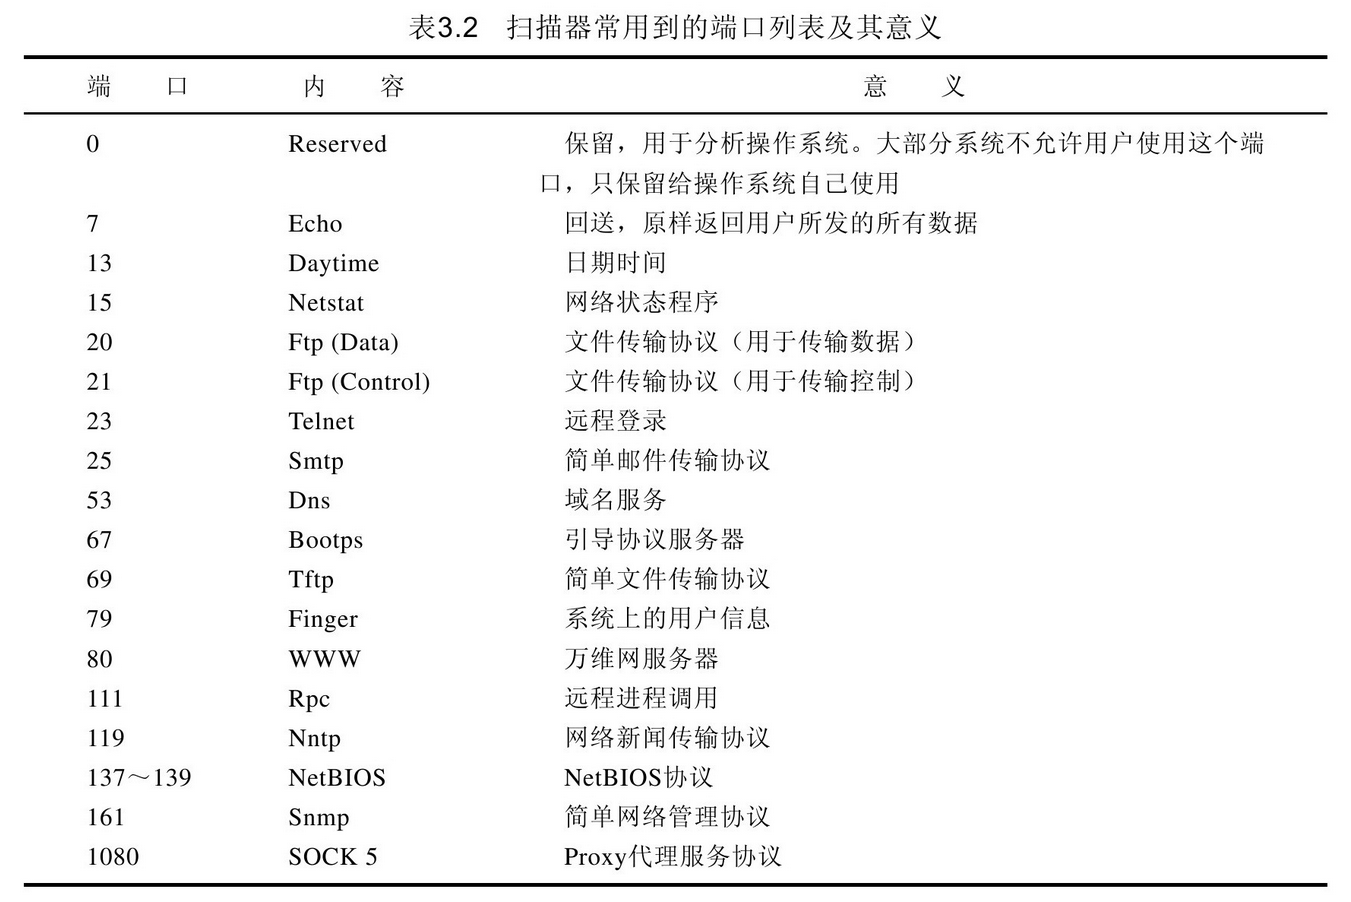 表3.2 扫描器常用到的端口列表及其意义
端 口 内 容 意 义
0 Reserved 保留，用于分析操作系统。大部分系统不允许用户使用这个端
口，只保留给操作系统自己使用
7 Echo 回送，原样返回用户所发的所有数据
13 Daytime 日期时间
15 Netstat 网络状态程序
20 Ftp (Data) 文件传输协议（用于传输数据）
21 Ftp (Control) 文件传输协议（用于传输控制）
23 Telnet 远程登录
25 Smtp 简单邮件传输协议
53 Dns 域名服务
67 Bootps 引导协议服务器
69 Tftp 简单文件传输协议
79 Finger 系统上的用户信息
80 WWW 万维网服务器
111 Rpc 远程进程调用
119 Nntp 网络新闻传输协议
137～139 NetBIOS NetBIOS协议
161 Snmp 简单网络管理协议
1080 SOCK 5 Proxy代理服务协议